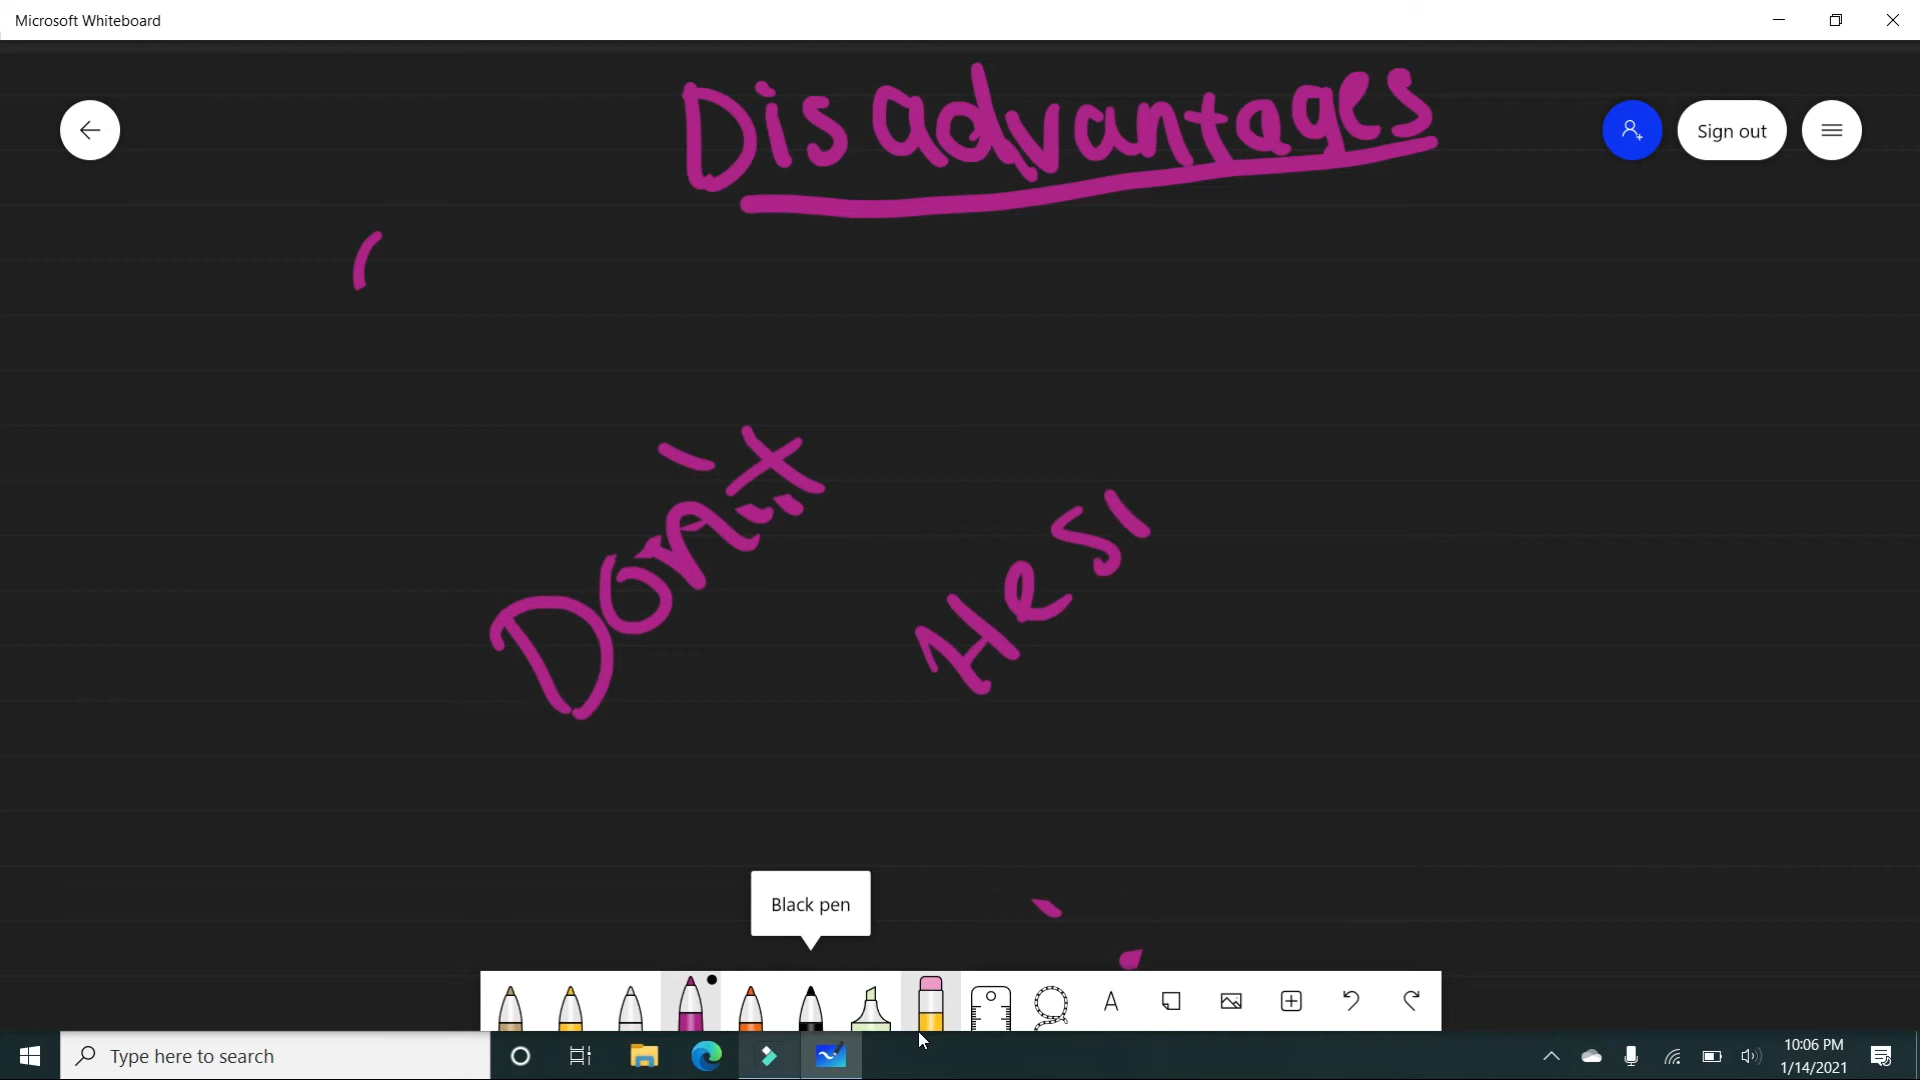 Microsoft Whiteboard
Disadvantages
Sign out
Don't
Hesi
Black pen
Type here to search
10:06 PM
1/14/2021